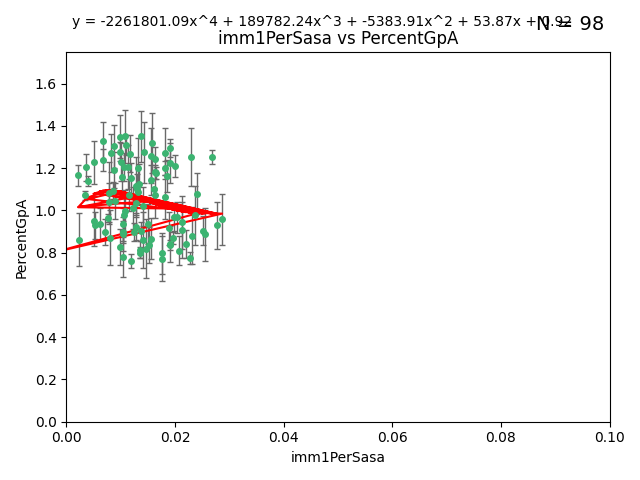 y = -2261801.09x^4 + 189782.24x^3 + -5383.91x^2 + 53.87x +
N = 98
imm1PerSasa vs PercentGpA
PercentGpA
1.6
1.4
1.2
1.0
0.8
0.6
0.4
0.2
0.0
0.00 0.02 0.04 0.06 0.08 0.10
imm1PerSasa